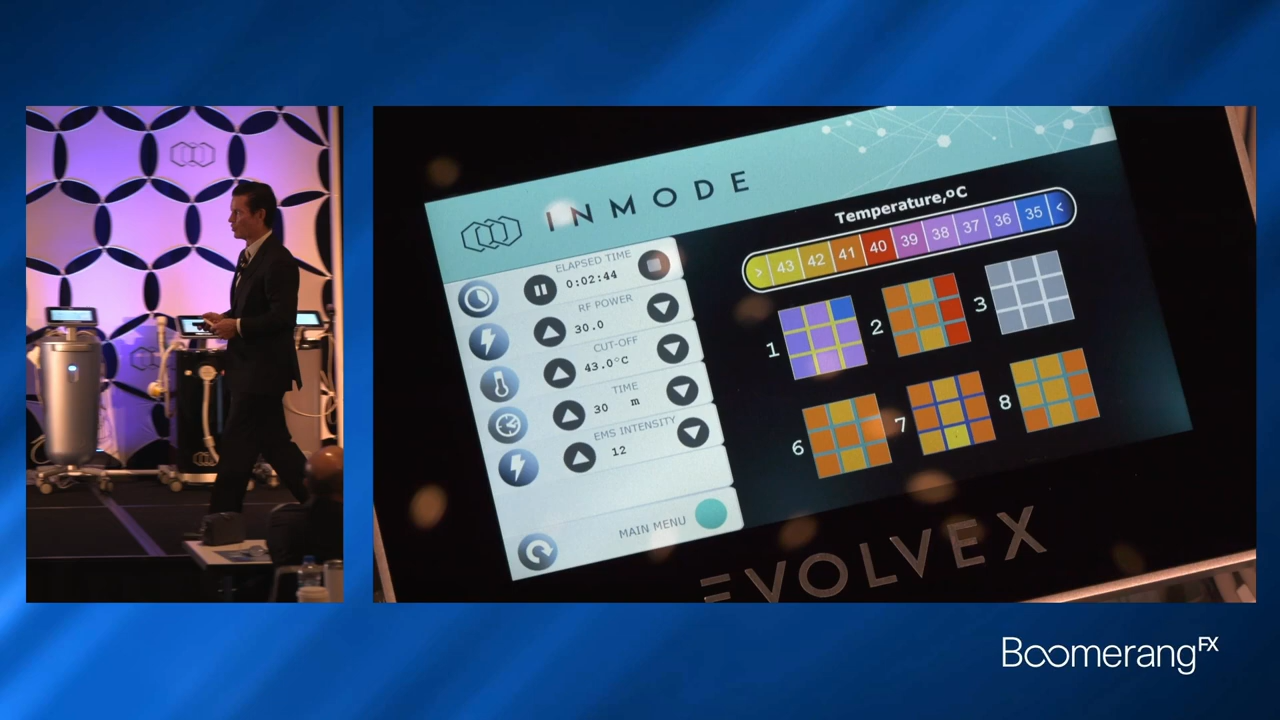 INMODE
Temperature,ºC
> 43 42 41 40 39 38 37 36 35 <
ELAPSED TIME
0:02:44
RF POWER
30.0
CUT-OFF
43.0°C
TIME
30 m
EMS INTENSITY
12
MAIN MENU
1
2
3
6
7
8
EVOLVEX
BoomerangFX